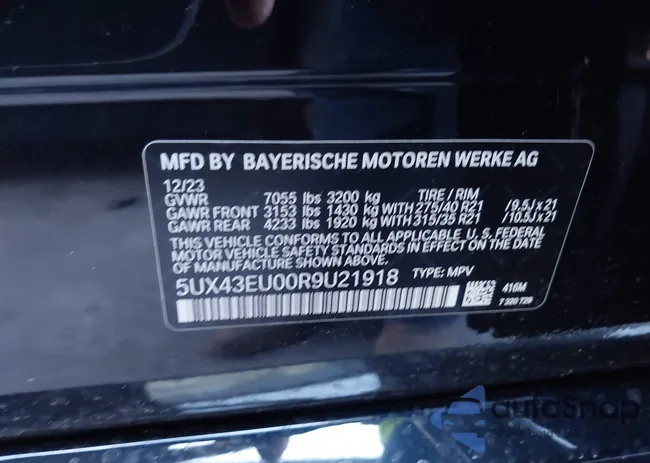 MFD BY BAYERISCHE MOTOREN WERKE AG
12/23
GVWR 7055 lbs 3200 kg TIRE / RIM
GAWR FRONT 3153 lbs 1430 kg WITH 275/40 R21 /9.5J x 21
GAWR REAR 4233 lbs 1920 kg WITH 315/35 R21 /10.5J x 21
THIS VEHICLE CONFORMS TO ALL APPLICABLE U. S. FEDERAL
MOTOR VEHICLE SAFETY STANDARDS IN EFFECT ON THE DATE
OF MANUFACTURE SHOWN ABOVE.
5UX43EU00R9U21918 TYPE: MPV
416M
7 320 729
autoSnap